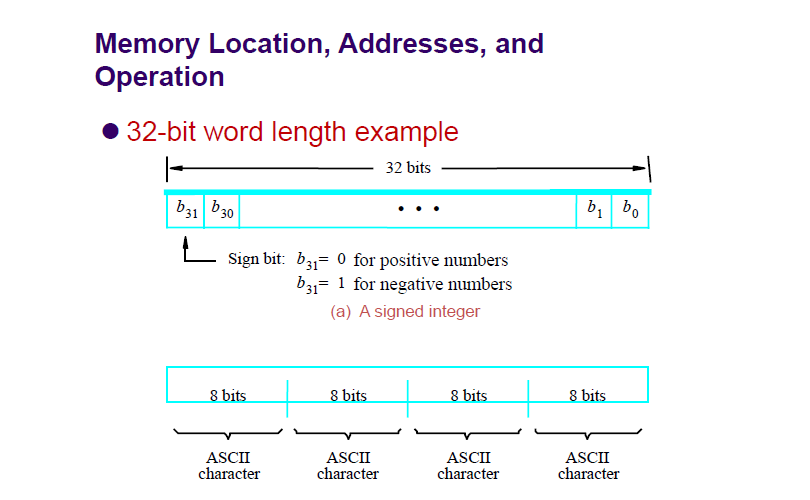 Memory Location, Addresses, and
Operation
32-bit word length example
32 bits
b31 b30 • • • b1 b0
Sign bit: b31= 0 for positive numbers
b31= 1 for negative numbers
(a) A signed integer
8 bits 8 bits 8 bits 8 bits
ASCII ASCII ASCII ASCII
character character character character